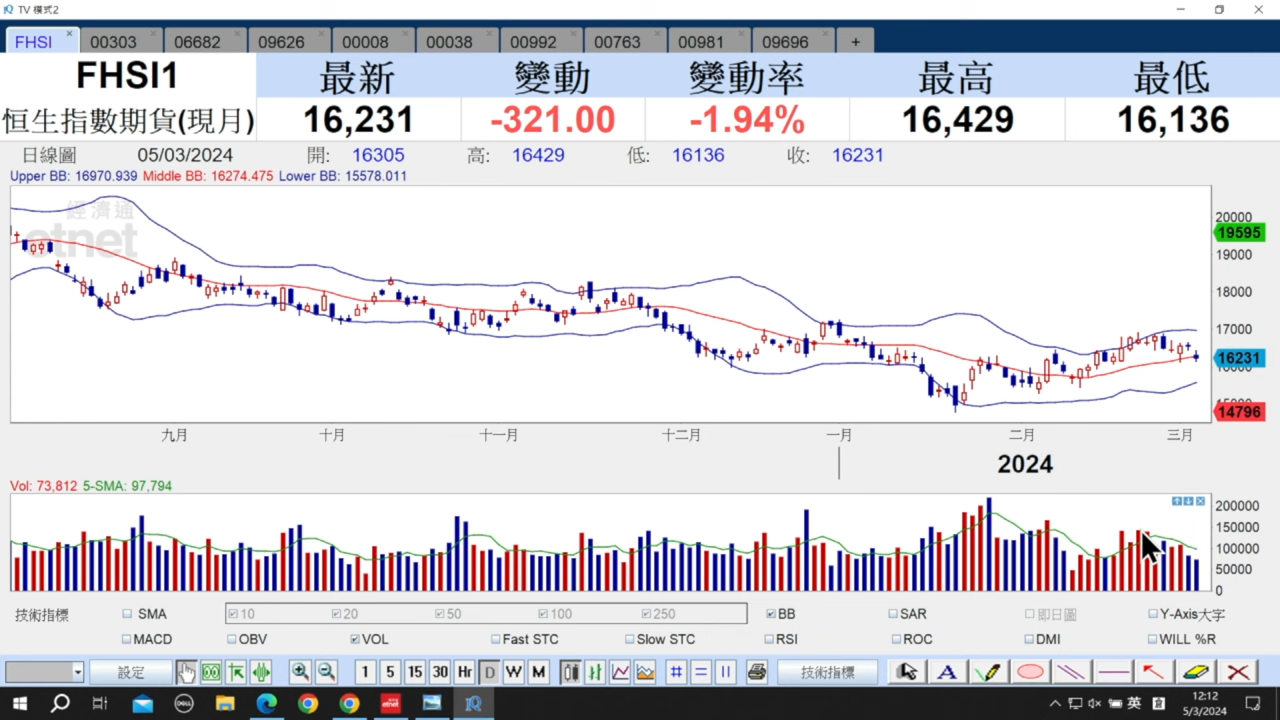 TV 模式2
FHSI 00303 06682 09626 00008 00038 00992 00763 00981 09696 +
FHSI1 最新 變動 變動率 最高 最低
恒生指數期貨(現月) 16,231 -321.00 -1.94% 16,429 16,136
日線圖 05/03/2024 開: 16305 高: 16429 低: 16136 收: 16231
Upper BB: 16970.939 Middle BB: 16274.475 Lower BB: 15578.011
經濟通
etnet
20000
19595
19000
18000
17000
16231
16000
15000
14796
九月 十月 十一月 十二月 一月 二月 三月
2024
Vol: 73,812 5-SMA: 97,794
200000
150000
100000
50000
0
技術指標 SMA 10 20 50 100 250 BB SAR 即日圖 Y-Axis大字
MACD OBV VOL Fast STC Slow STC RSI ROC DMI WILL %R
設定 1 5 15 30 Hr D W M 技術指標 A
DELL etnet 英 12:12
5/3/2024